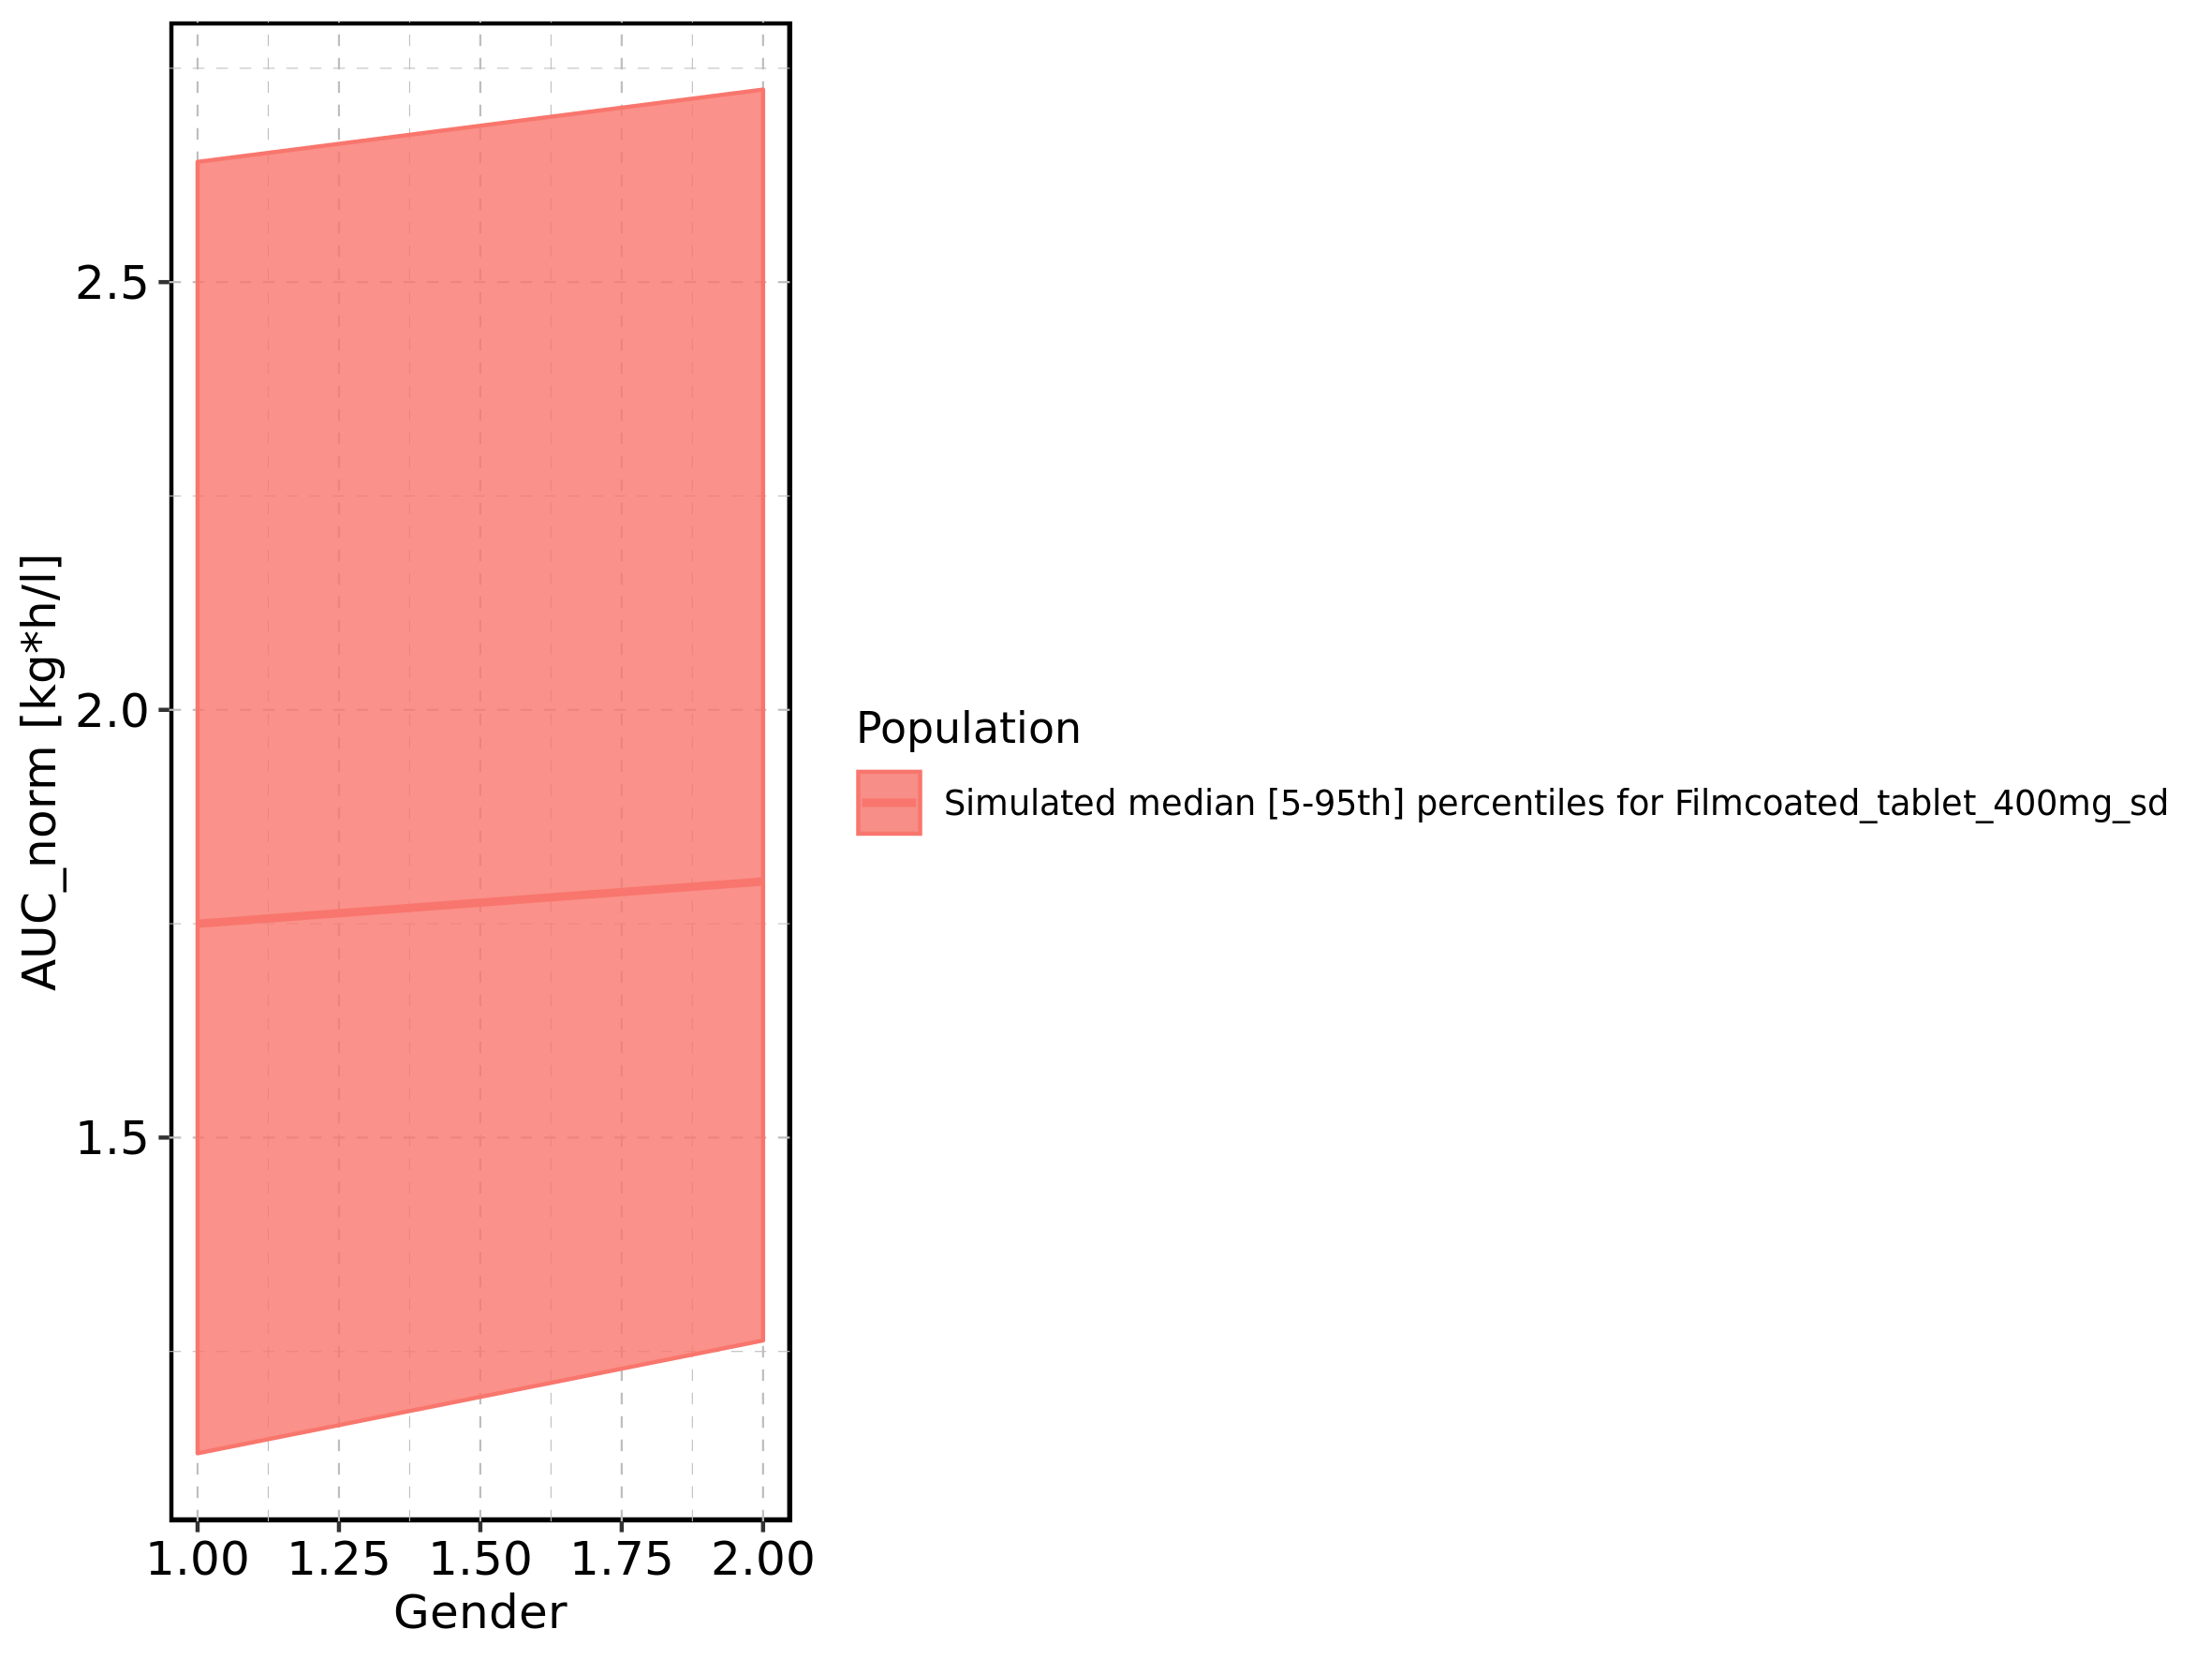 AUC_norm [kg*h/l]
2.5
2.0
1.5
1.00 1.25 1.50 1.75 2.00
Gender
Population
Simulated median [5-95th] percentiles for Filmcoated_tablet_400mg_sd